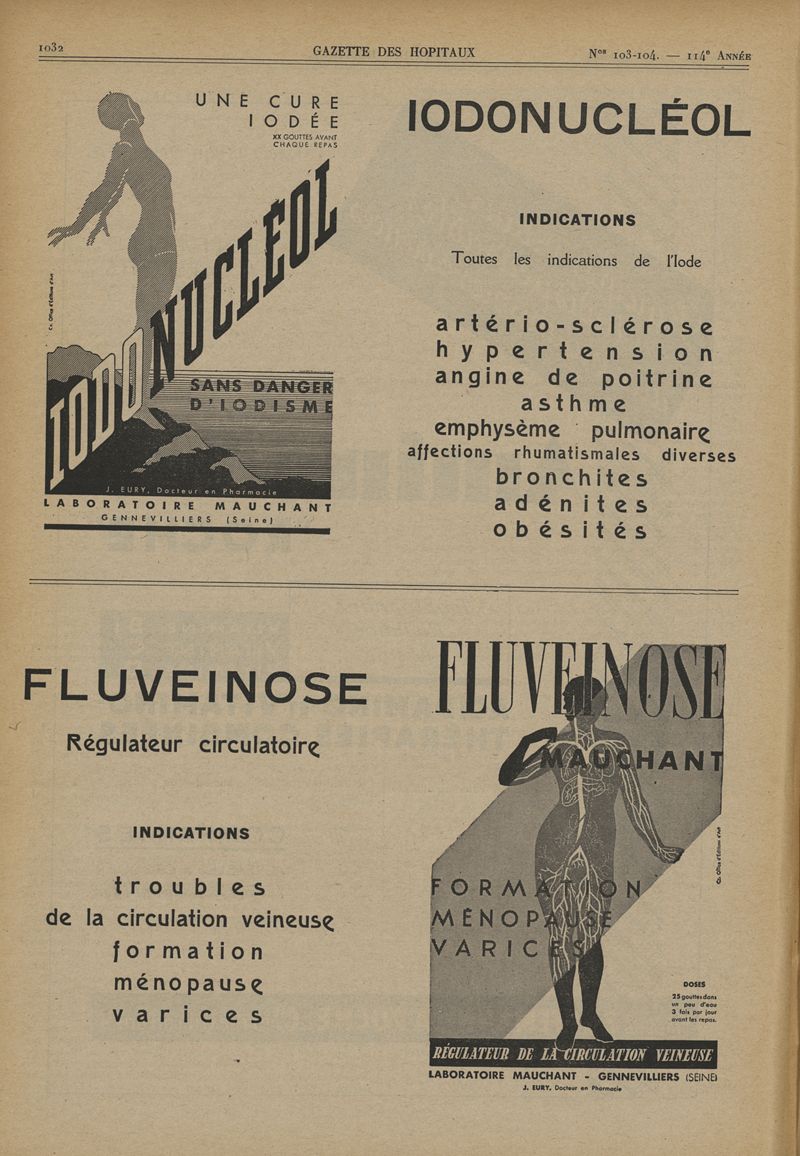 1032
GAZETTE DES HOPITAUX
Nos 103-104. — 114e ANNÉE
UNE CURE
IODÉE
XX GOUTTES AVANT
CHAQUE REPAS
IODONUCLÉOL
SANS DANGER
D'IODISME
J. EURY, Docteur en Pharmacie
LABORATOIRE MAUCHANT
GENNEVILLIERS (Seine)
IODONUCLÉOL
INDICATIONS
Toutes les indications de l'Iode
artério-sclérose
hypertension
angine de poitrine
asthme
emphysème pulmonaire
affections rhumatismales diverses
bronchites
adénites
obésités
FLUVEINOSE
Régulateur circulatoire
INDICATIONS
troubles
de la circulation veineuse
formation
ménopause
varices
FLUVEINOSE
MAUCHANT
FORMATION
MÉNOPAUSE
VARICES
DOSES
25 gouttes dans
un peu d'eau
3 fois par jour
avant les repas.
RÉGULATEUR DE LA CIRCULATION VEINEUSE
LABORATOIRE MAUCHANT - GENNEVILLIERS (SEINE)
J. EURY, Docteur en Pharmacie